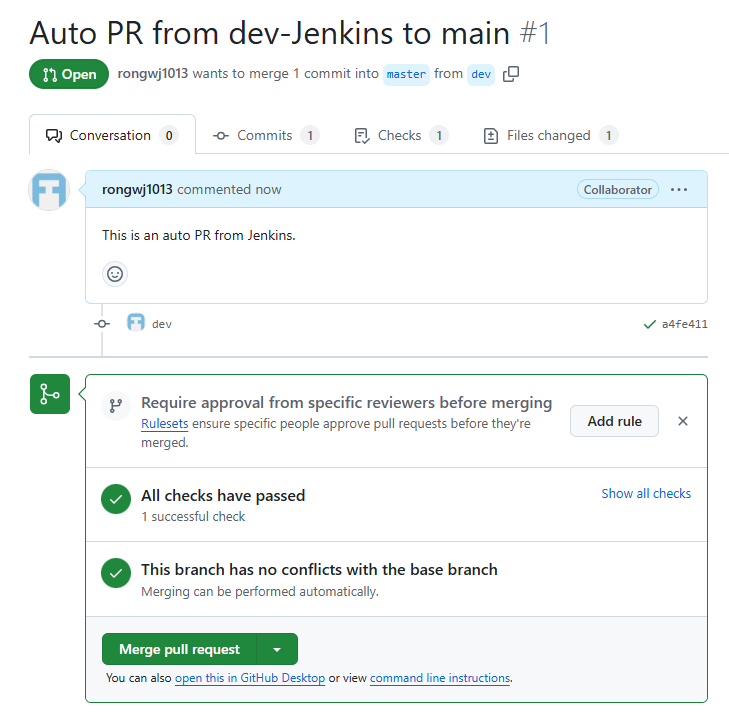 Auto PR from dev-Jenkins to main #1
Open rongwj1013 wants to merge 1 commit into master from dev
Conversation 0 Commits 1 Checks 1 Files changed 1
rongwj1013 commented now Collaborator
This is an auto PR from Jenkins.
dev a4fe411
Require approval from specific reviewers before merging
Rulesets ensure specific people approve pull requests before they're
merged.
Add rule
All checks have passed
1 successful check
Show all checks
This branch has no conflicts with the base branch
Merging can be performed automatically.
Merge pull request
You can also open this in GitHub Desktop or view command line instructions.